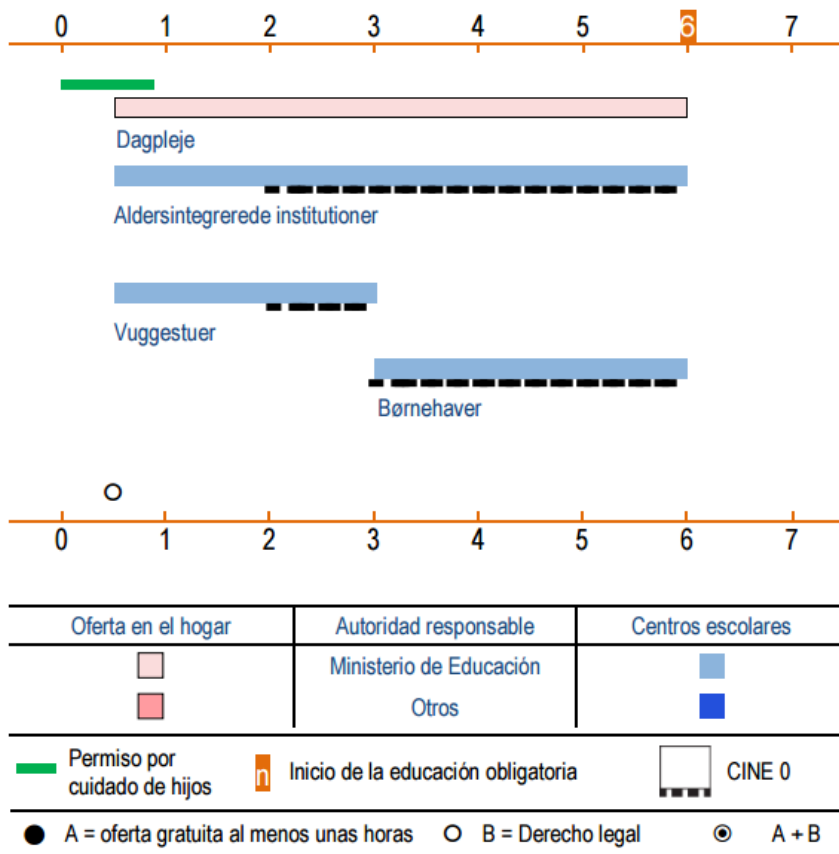 0 1 2 3 4 5 6 7
Dagpleje
Aldersintegrerede institutioner
Vuggestuer
Børnehaver
0 1 2 3 4 5 6 7
Oferta en el hogar Autoridad responsable Centros escolares
Ministerio de Educación
Otros
Permiso por
cuidado de hijos
n Inicio de la educación obligatoria
CINE 0
A = oferta gratuita al menos unas horas B = Derecho legal A + B